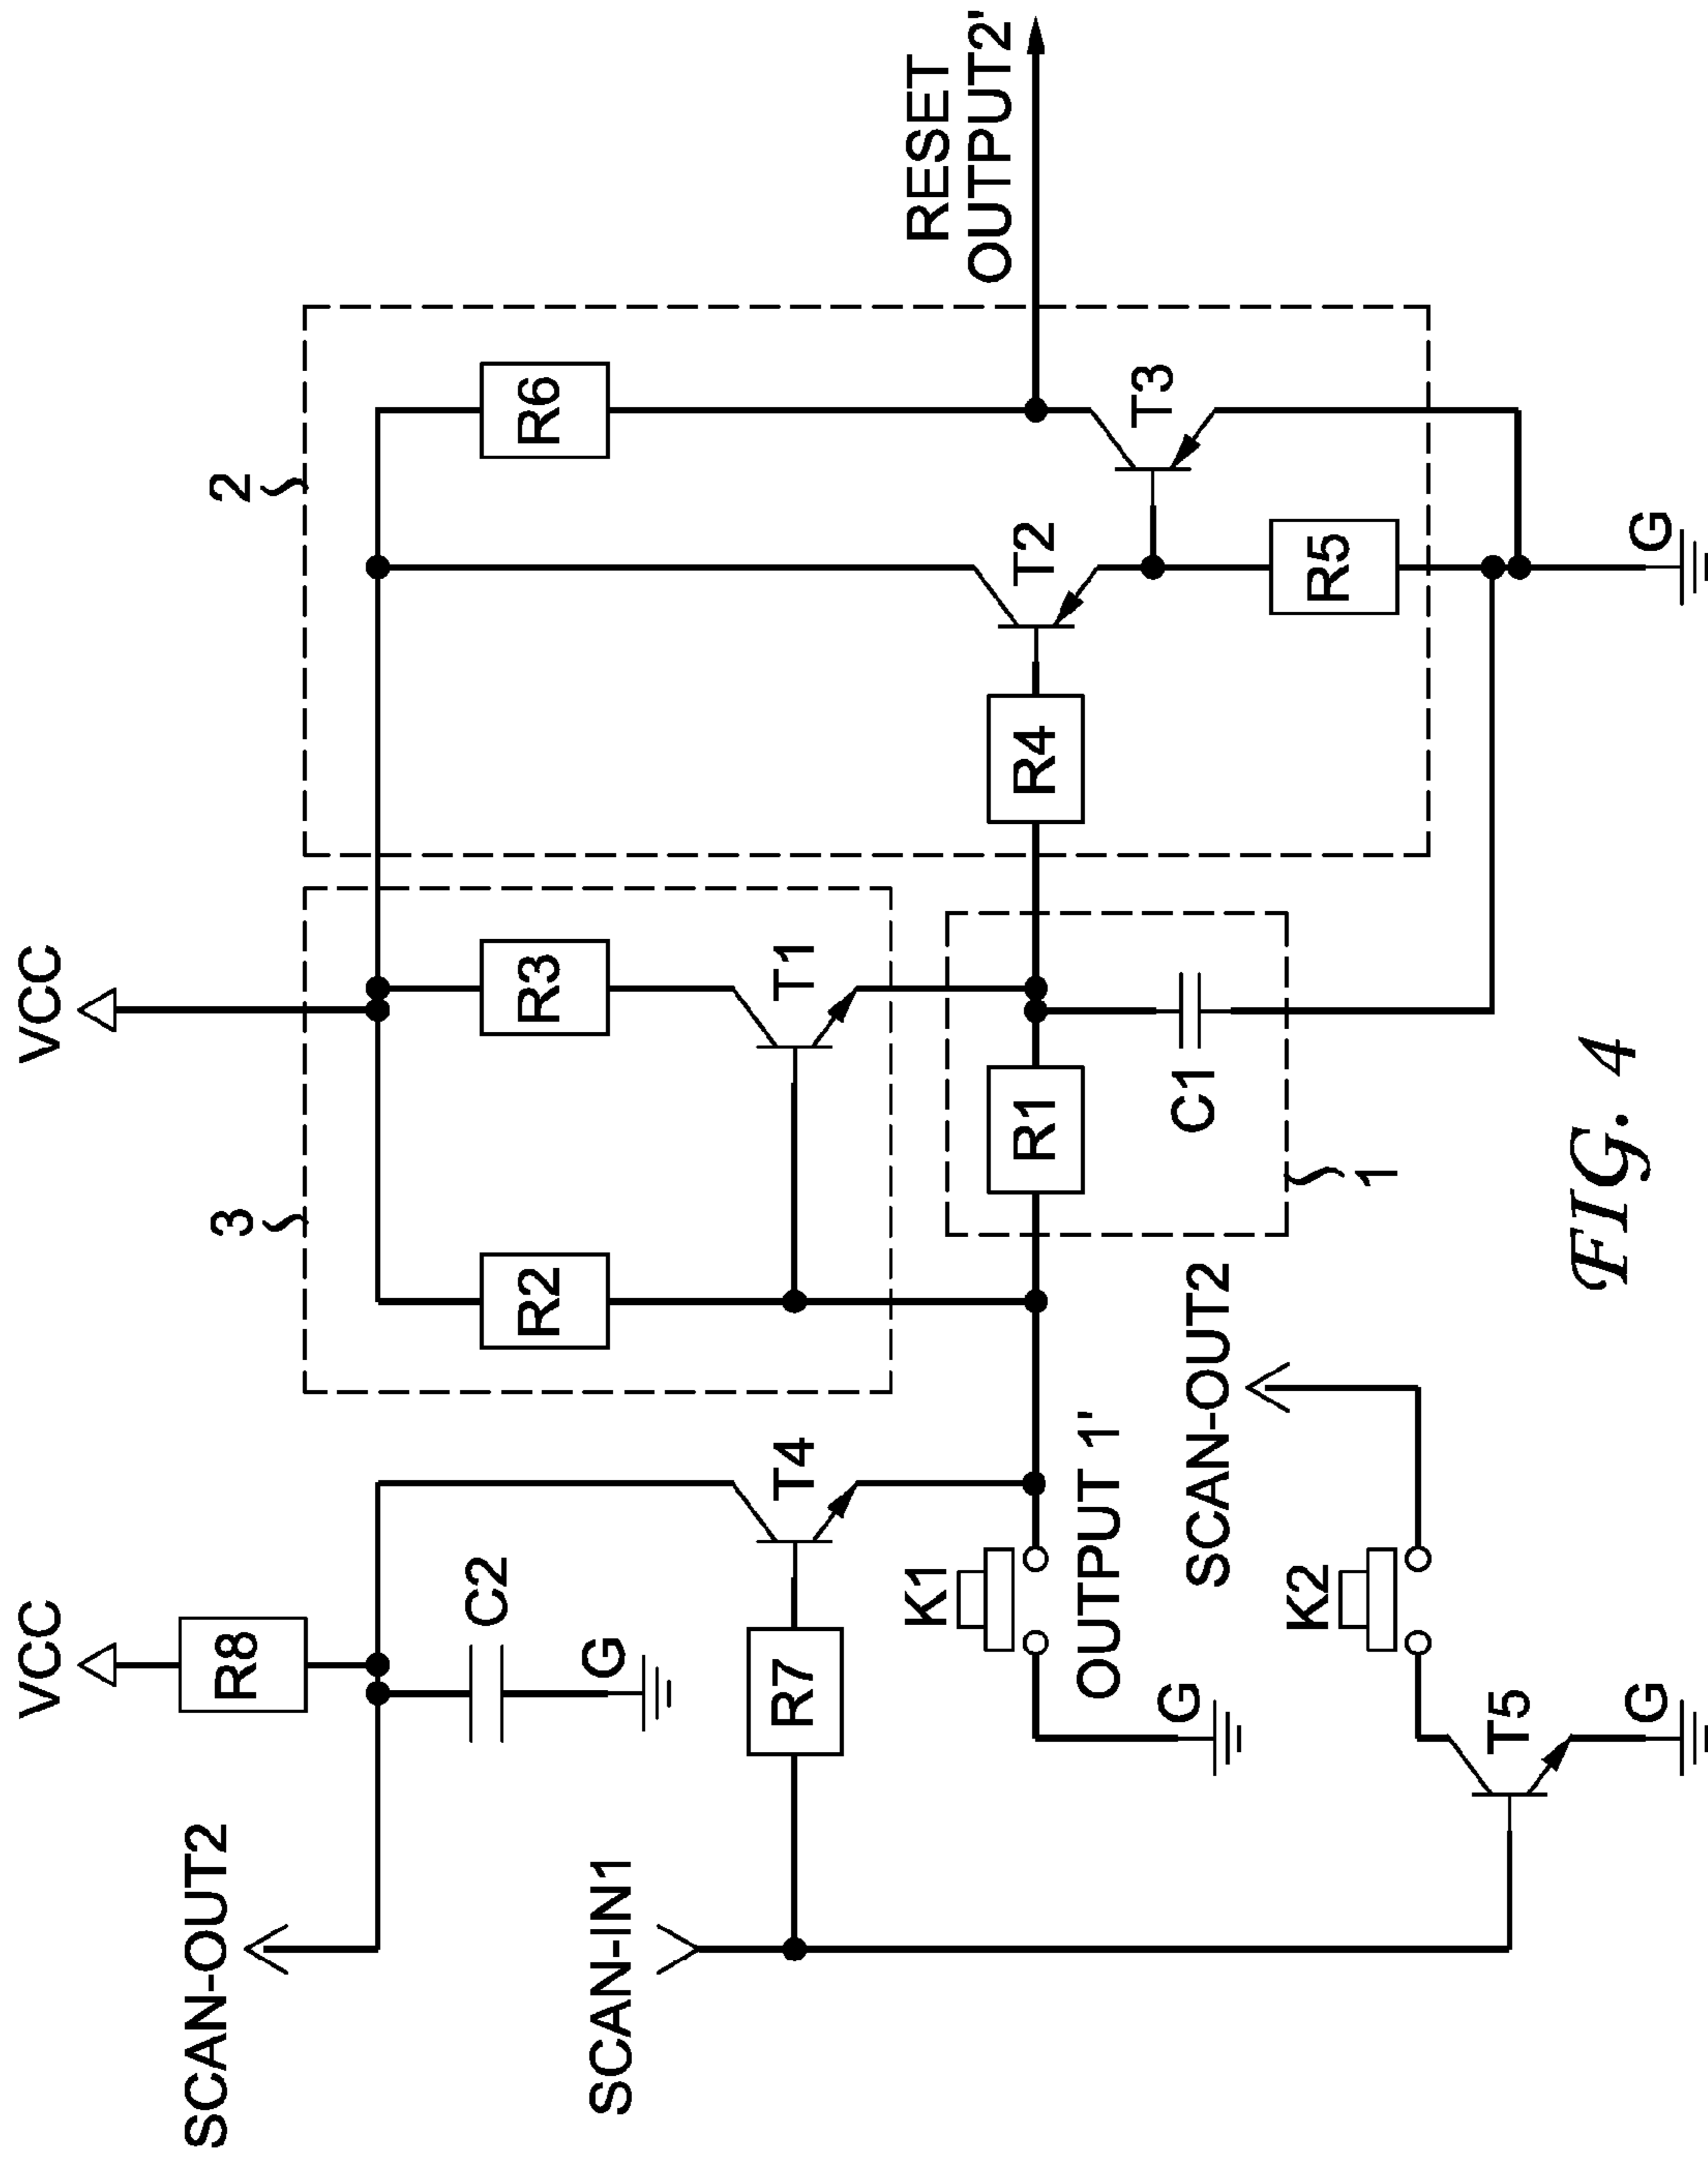 VCC
VCC
SCAN-OUT2
R8
C2
G
SCAN-IN1
R7
T4
K1
OUTPUT 1'
G
SCAN-OUT2
K2
T5
G
3
R2
R3
T1
R1
C1
1
2
R6
R4
T2
T3
R5
G
RESET
OUTPUT2'
FIG. 4